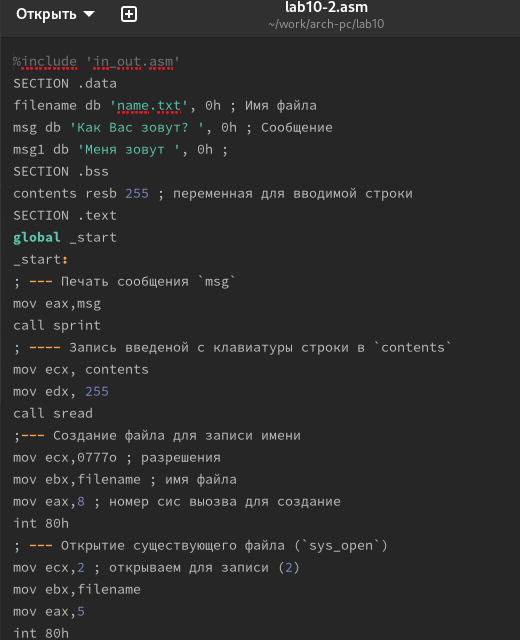 Открыть
lab10-2.asm
~/work/arch-pc/lab10
%include 'in_out.asm'
SECTION .data
filename db 'name.txt', 0h ; Имя файла
msg db 'Как Вас зовут? ', 0h ; Сообщение
msg1 db 'Меня зовут ', 0h ;
SECTION .bss
contents resb 255 ; переменная для вводимой строки
SECTION .text
global _start
_start:
; --- Печать сообщения `msg`
mov eax,msg
call sprint
; ---- Запись введеной с клавиатуры строки в `contents`
mov ecx, contents
mov edx, 255
call sread
;--- Создание файла для записи имени
mov ecx,0777o ; разрешения
mov ebx,filename ; имя файла
mov eax,8 ; номер сис выозва для создание
int 80h
; --- Открытие существующего файла (`sys_open`)
mov ecx,2 ; открываем для записи (2)
mov ebx,filename
mov eax,5
int 80h